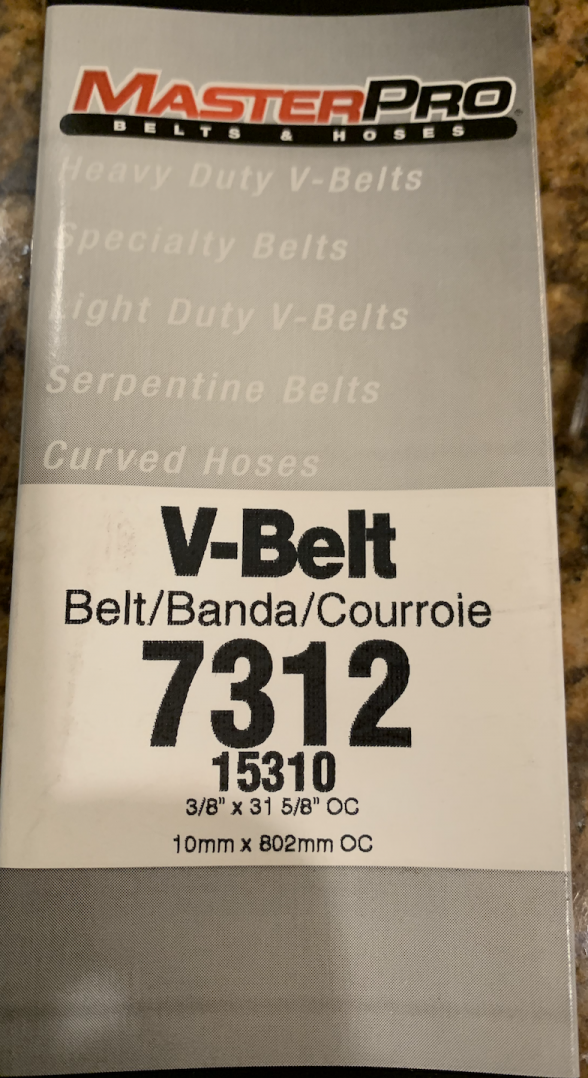 MASTERPRO
BELTS & HOSES
Heavy Duty V-Belts
Specialty Belts
Light Duty V-Belts
Serpentine Belts
Curved Hoses
V-Belt
Belt/Banda/Courroie
7312
15310
3/8" x 31 5/8" OC
10mm x 802mm OC